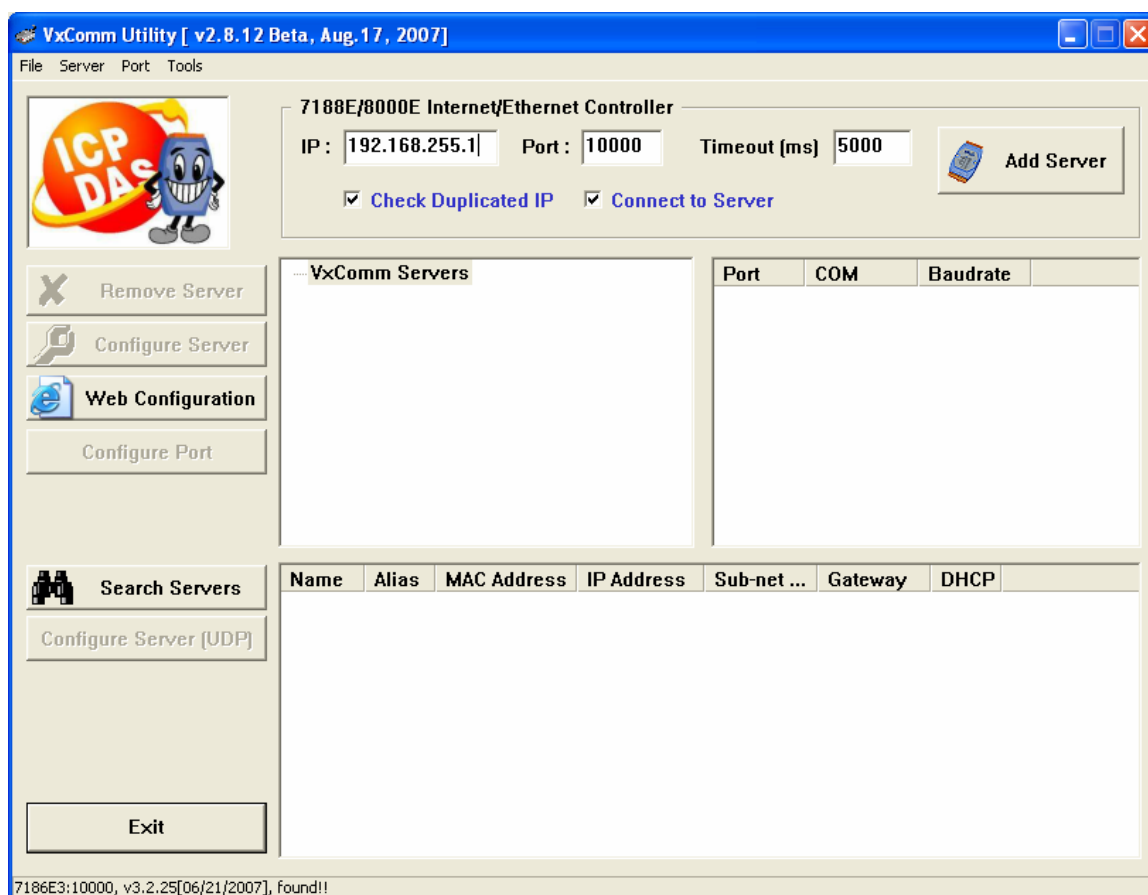 VxComm Utility [ v2.8.12 Beta, Aug.17, 2007]
File Server Port Tools
ICP DAS
7188E/8000E Internet/Ethernet Controller
IP : 192.168.255.1 Port : 10000 Timeout (ms) 5000 Add Server
Check Duplicated IP Connect to Server
Remove Server
Configure Server
Web Configuration
Configure Port
VxComm Servers
Port COM Baudrate
Search Servers
Configure Server (UDP)
Name Alias MAC Address IP Address Sub-net ... Gateway DHCP
Exit
7186E3:10000, v3.2.25[06/21/2007], found!!